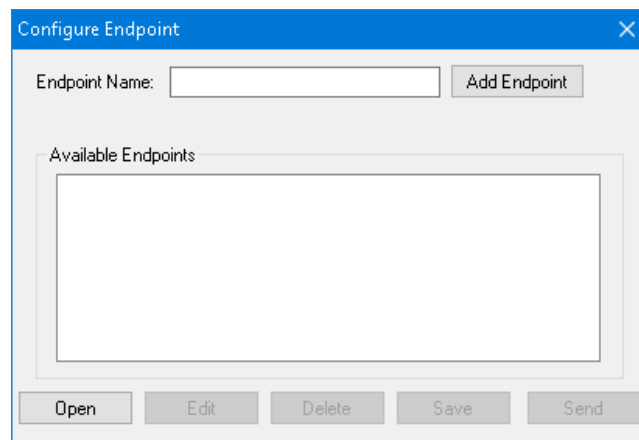 Configure Endpoint
Endpoint Name: Add Endpoint
Available Endpoints
Open Edit Delete Save Send